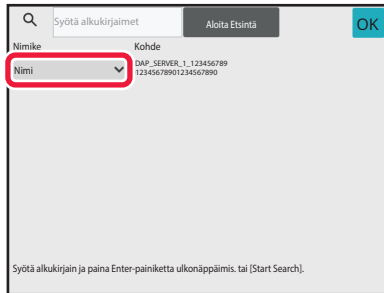 Syötä alkukirjaimet
Aloita Etsintä
OK
Nimike
Kohde
Nimi
DAP_SERVER_1_123456789
12345678901234567890
Syötä alkukirjain ja paina Enter-painiketta ulkonäppäimis. tai [Start Search].